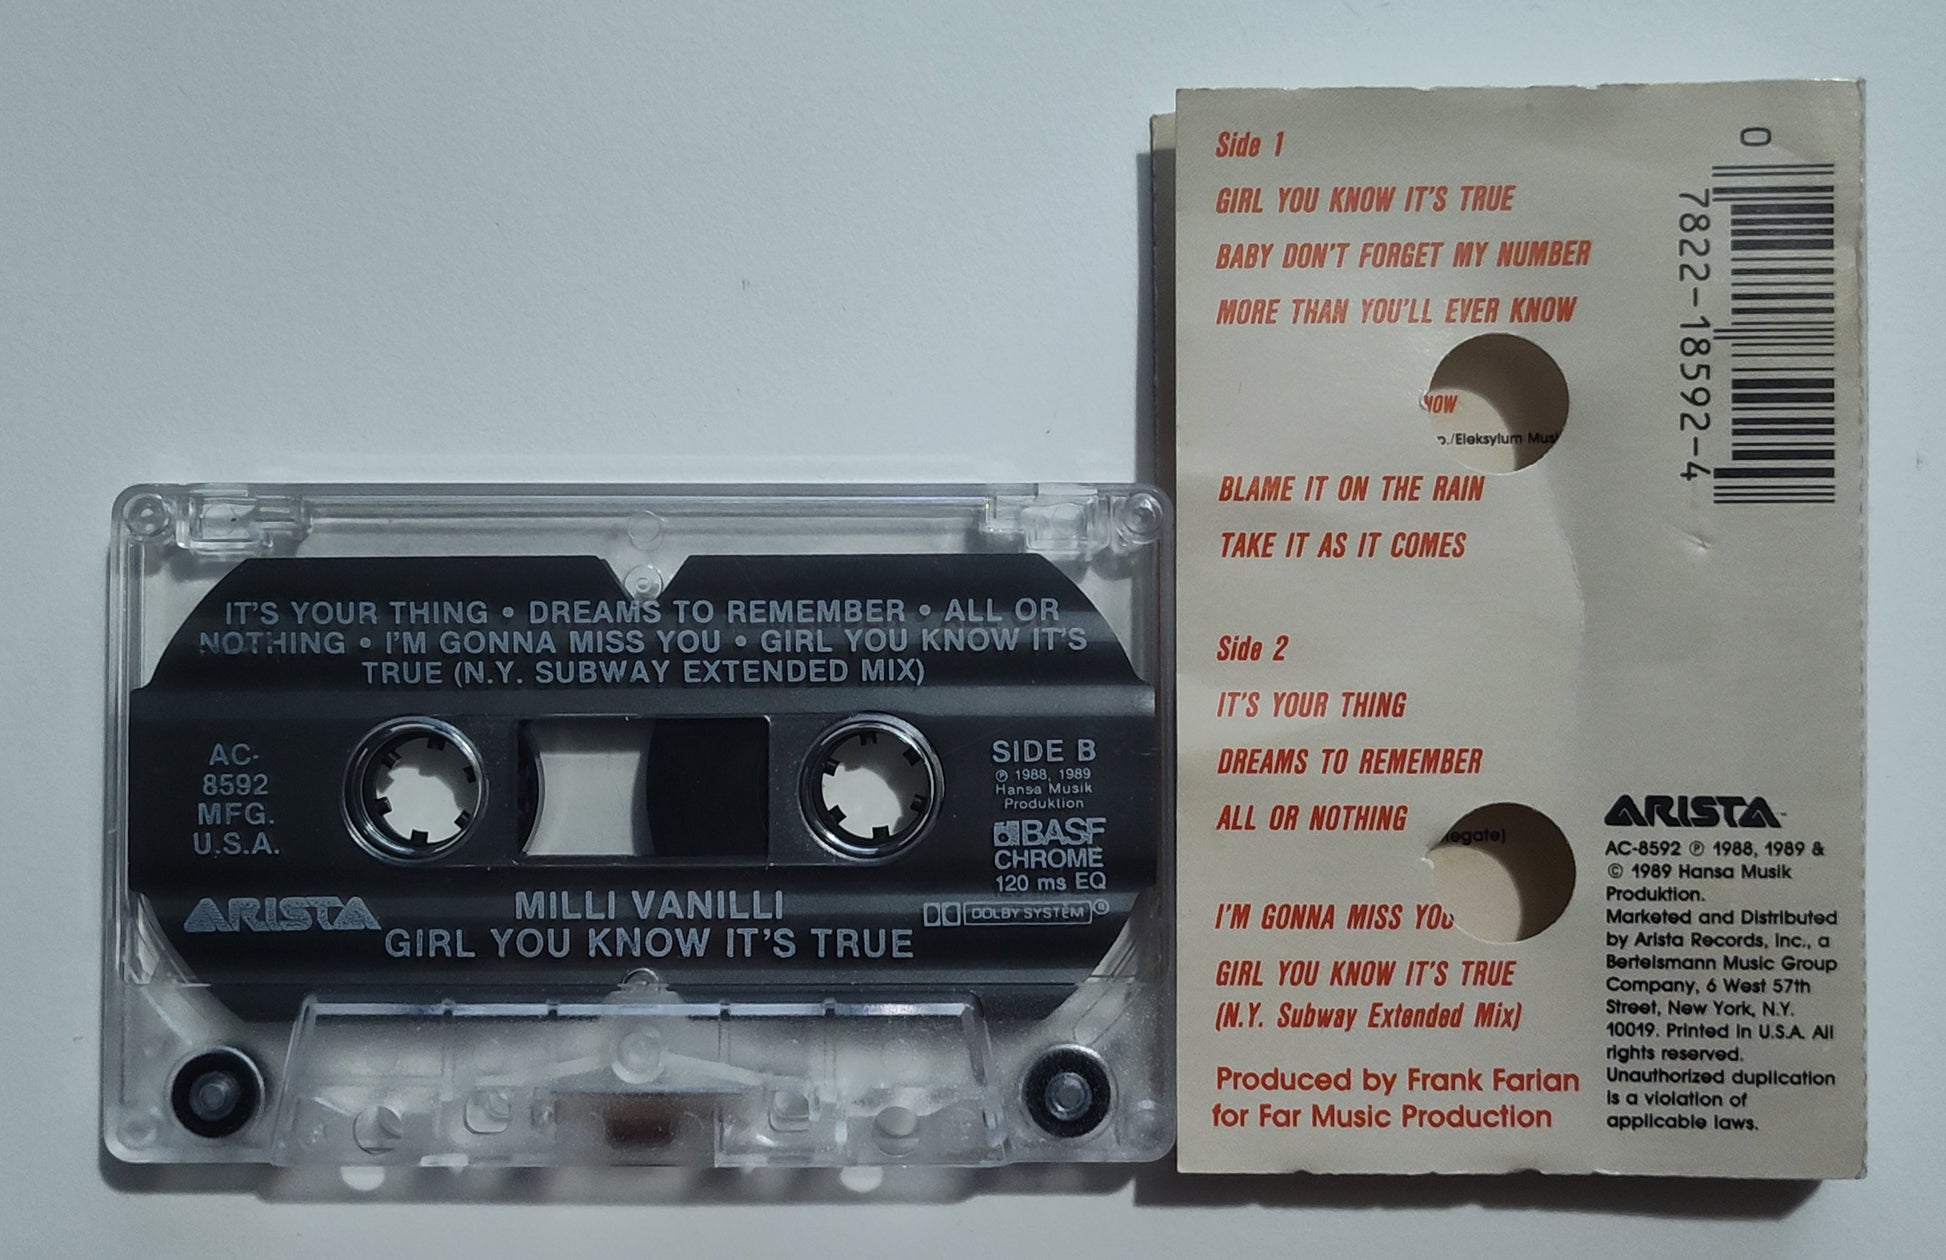 IT'S YOUR THING • DREAMS TO REMEMBER • ALL OR
NOTHING • I'M GONNA MISS YOU • GIRL YOU KNOW IT'S
TRUE (N.Y. SUBWAY EXTENDED MIX)
AC-
8592
MFG.
U.S.A.
SIDE B
℗ 1988, 1989
Hansa Musik
Produktion
BASF
CHROME
120 ms EQ
DOLBY SYSTEM®
ARISTA
MILLI VANILLI
GIRL YOU KNOW IT'S TRUE
Side 1
GIRL YOU KNOW IT'S TRUE
BABY DON'T FORGET MY NUMBER
MORE THAN YOU'LL EVER KNOW
./Eleksylum
BLAME IT ON THE RAIN
TAKE IT AS IT COMES
Side 2
IT'S YOUR THING
DREAMS TO REMEMBER
ALL OR NOTHING
I'M GONNA MISS YOU
GIRL YOU KNOW IT'S TRUE
(N.Y. Subway Extended Mix)
Produced by Frank Farian
for Far Music Production
0
7822-18592-4
ARISTA™
AC-8592 ℗ 1988, 1989 &
© 1989 Hansa Musik
Produktion.
Marketed and Distributed
by Arista Records, Inc., a
Bertelsmann Music Group
Company, 6 West 57th
Street, New York, N.Y.
10019. Printed in U.S.A. All
rights reserved.
Unauthorized duplication
is a violation of
applicable laws.